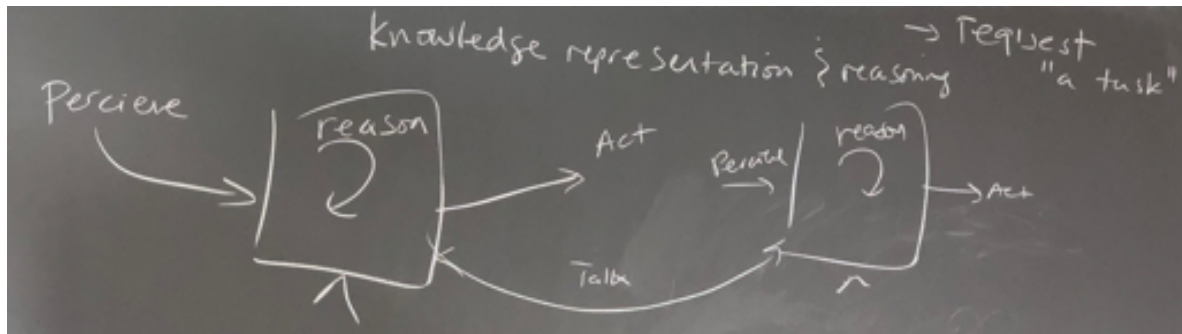 Knowledge representation & reasoning
→ request
"a task"
Percieve
reason
Act
Percieve
reason
Act
Talk